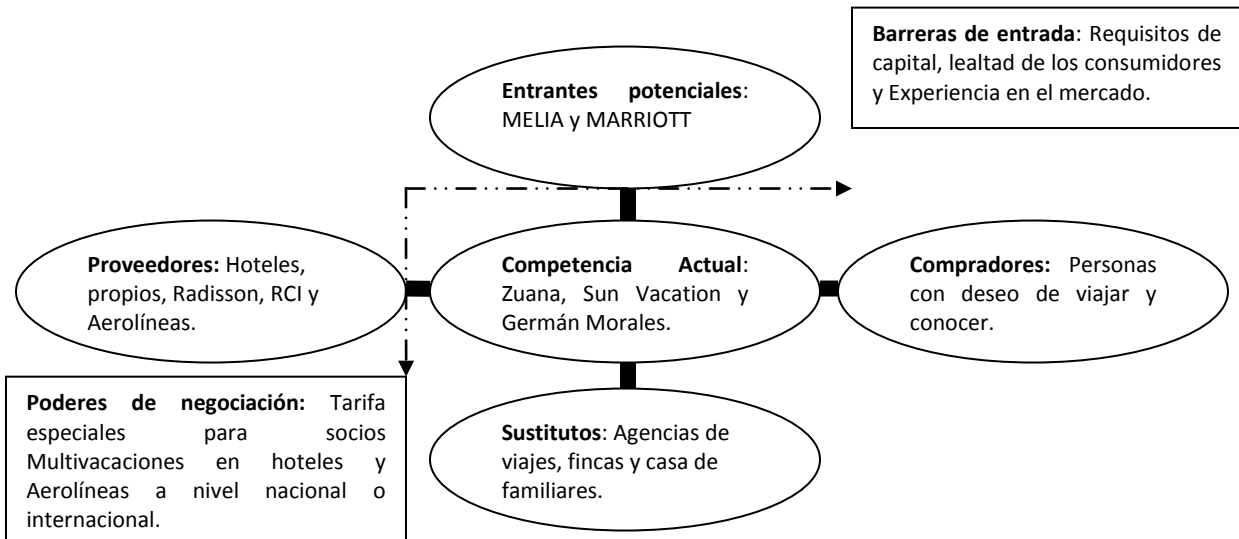 Barreras de entrada: Requisitos de
capital, lealtad de los consumidores
y Experiencia en el mercado.
Entrantes potenciales:
MELIA y MARRIOTT
Proveedores: Hoteles,
propios, Radisson, RCI y
Aerolíneas.
Competencia Actual:
Zuana, Sun Vacation y
Germán Morales.
Compradores: Personas
con deseo de viajar y
conocer.
Poderes de negociación: Tarifa
especiales para socios
Multivacaciones en hoteles y
Aerolíneas a nivel nacional o
internacional.
Sustitutos: Agencias de
viajes, fincas y casa de
familiares.